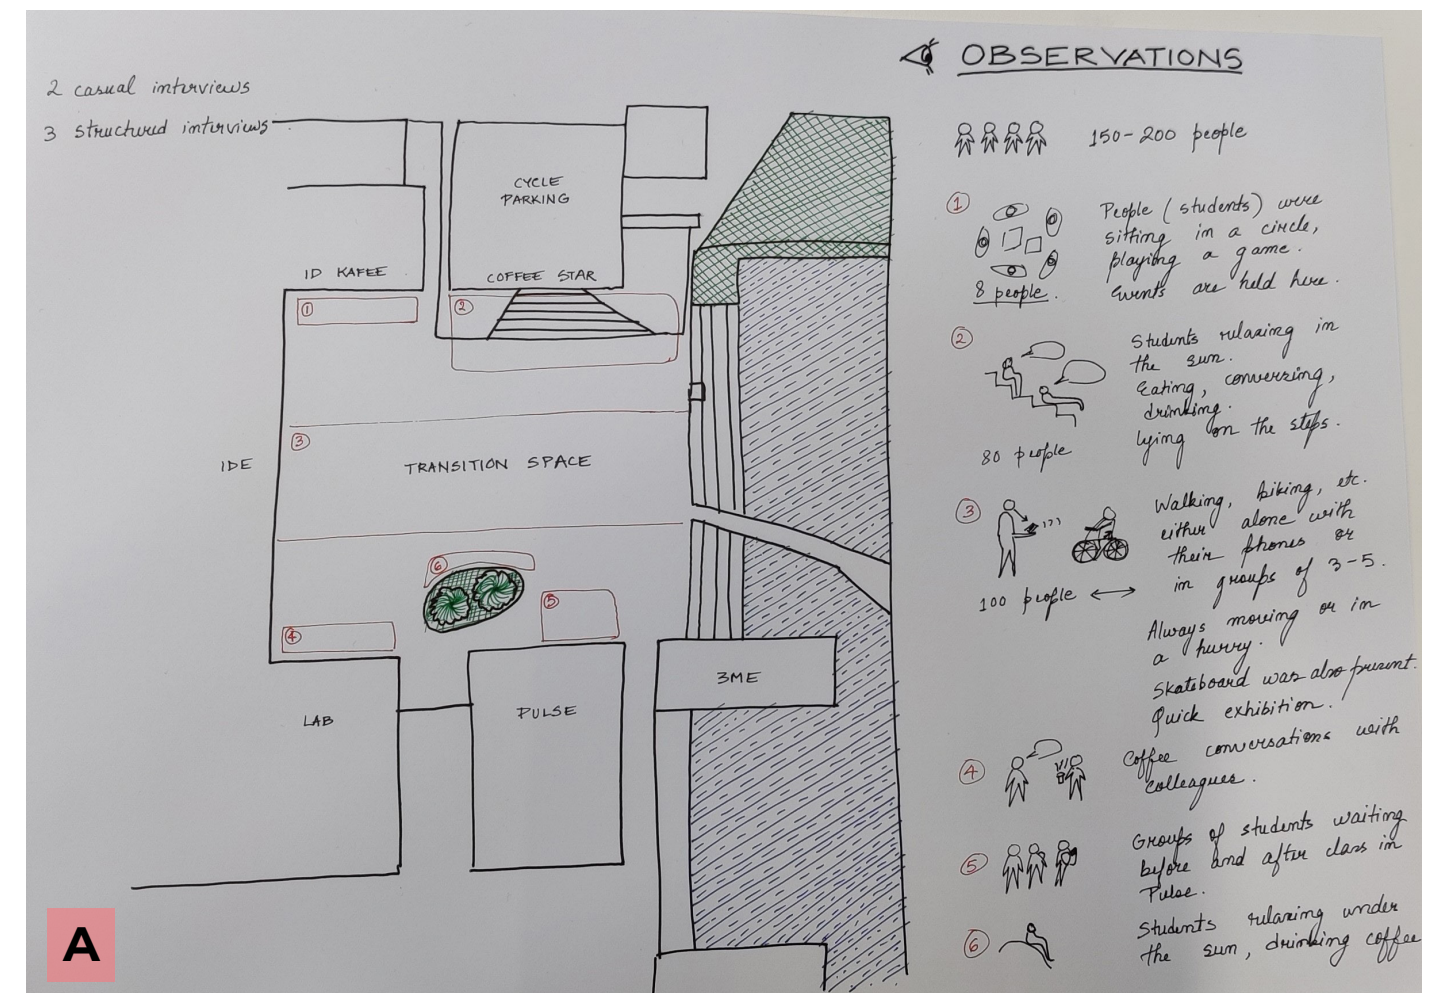 2 casual interviews
3 structured interviews
CYCLE
PARKING
ID KAFEE
COFFEE STAR
①
②
③
IDE
TRANSITION SPACE
⑥
⑤
④
LAB
PULSE
3ME
A
OBSERVATIONS
150-200 people
①
People (students) were
sitting in a circle,
playing a game.
8 people.
Events are held here.
②
Students relaxing in
the sun.
Eating, conversing,
drinking.
lying on the steps.
80 people
③
Walking, biking, etc.
either alone with
their phones or
in groups of 3-5.
100 people ↔
Always moving or in
a hurry.
Skateboard was also present.
Quick exhibition.
④
Coffee conversations with
colleagues.
⑤
Groups of students waiting
before and after class in
Pulse.
⑥
Students relaxing under
the sun, drinking coffee